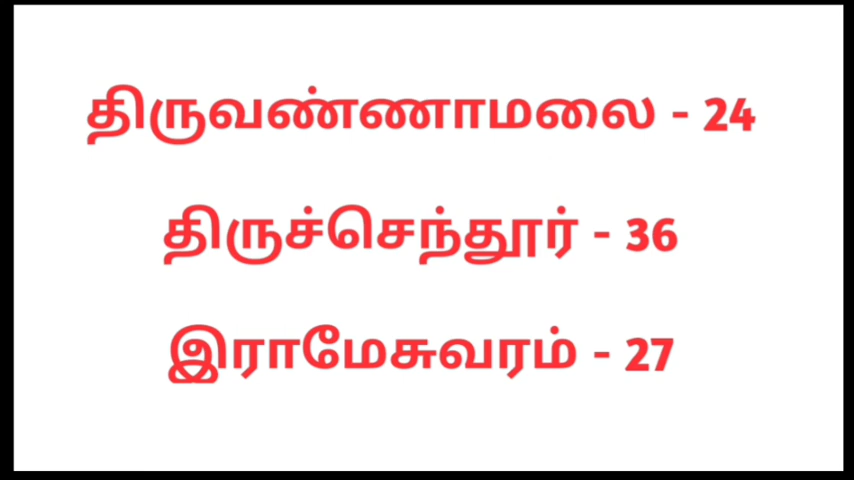 திருவண்ணாமலை - 24
திருச்செந்தூர் - 36
இராமேசுவரம் - 27